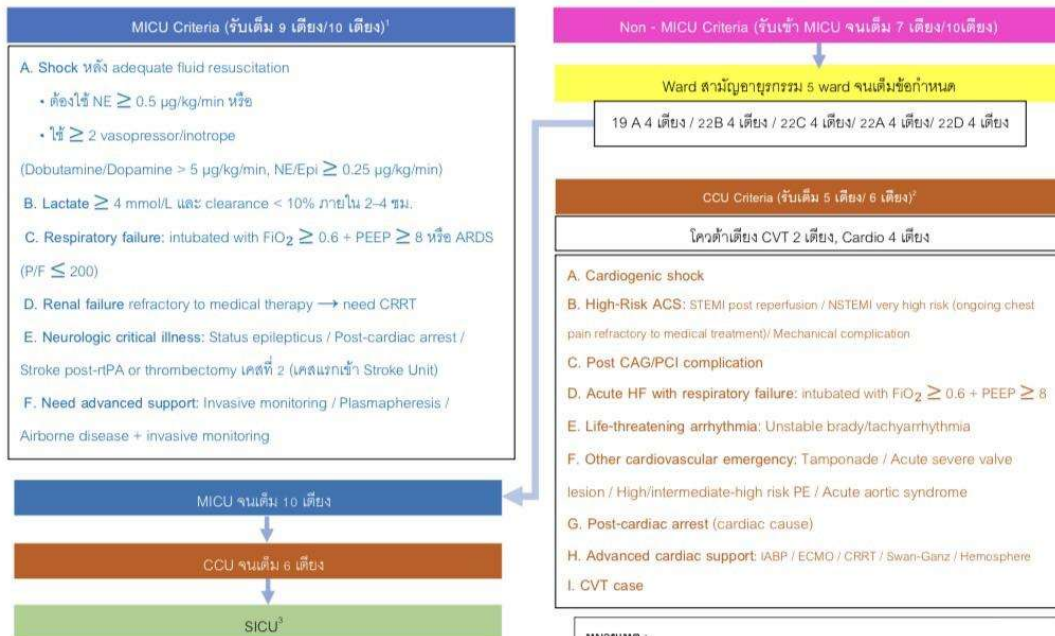 MICU Criteria (รับเต็ม 9 เตียง/10 เตียง)¹
A. Shock หลัง adequate fluid resuscitation
• ต้องใช้ NE ≥ 0.5 µg/kg/min หรือ
• ใช้ ≥ 2 vasopressor/inotrope
(Dobutamine/Dopamine > 5 µg/kg/min, NE/Epi ≥ 0.25 µg/kg/min)
B. Lactate ≥ 4 mmol/L และ clearance < 10% ภายใน 2–4 ชม.
C. Respiratory failure: intubated with FiO₂ ≥ 0.6 + PEEP ≥ 8 หรือ ARDS
(P/F ≤ 200)
D. Renal failure refractory to medical therapy → need CRRT
E. Neurologic critical illness: Status epilepticus / Post-cardiac arrest /
Stroke post-rtPA or thrombectomy เคสที่ 2 (เคสแรกเข้า Stroke Unit)
F. Need advanced support: Invasive monitoring / Plasmapheresis /
Airborne disease + invasive monitoring
MICU จนเต็ม 10 เตียง
CCU จนเต็ม 6 เตียง
SICU³
Non - MICU Criteria (รับเข้า MICU จนเต็ม 7 เตียง/10เตียง)
Ward สามัญอายุรกรรม 5 ward จนเต็มข้อกำหนด
19 A 4 เตียง / 22B 4 เตียง / 22C 4 เตียง/ 22A 4 เตียง/ 22D 4 เตียง
CCU Criteria (รับเต็ม 5 เตียง/ 6 เตียง)²
โควต้าเตียง CVT 2 เตียง, Cardio 4 เตียง
A. Cardiogenic shock
B. High-Risk ACS: STEMI post reperfusion / NSTEMI very high risk (ongoing chest
pain refractory to medical treatment)/ Mechanical complication
C. Post CAG/PCI complication
D. Acute HF with respiratory failure: intubated with FiO₂ ≥ 0.6 + PEEP ≥ 8
E. Life-threatening arrhythmia: Unstable brady/tachyarrhythmia
F. Other cardiovascular emergency: Tamponade / Acute severe valve
lesion / High/intermediate-high risk PE / Acute aortic syndrome
G. Post-cardiac arrest (cardiac cause)
H. Advanced cardiac support: IABP / ECMO / CRRT / Swan-Ganz / Hemosphere
I. CVT case